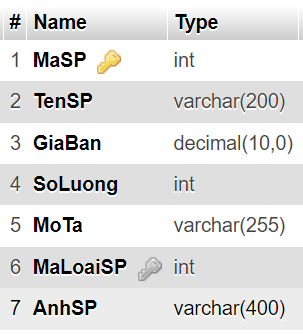 # Name Type
1 MaSP int
2 TenSP varchar(200)
3 GiaBan decimal(10,0)
4 SoLuong int
5 MoTa varchar(255)
6 MaLoaiSP int
7 AnhSP varchar(400)